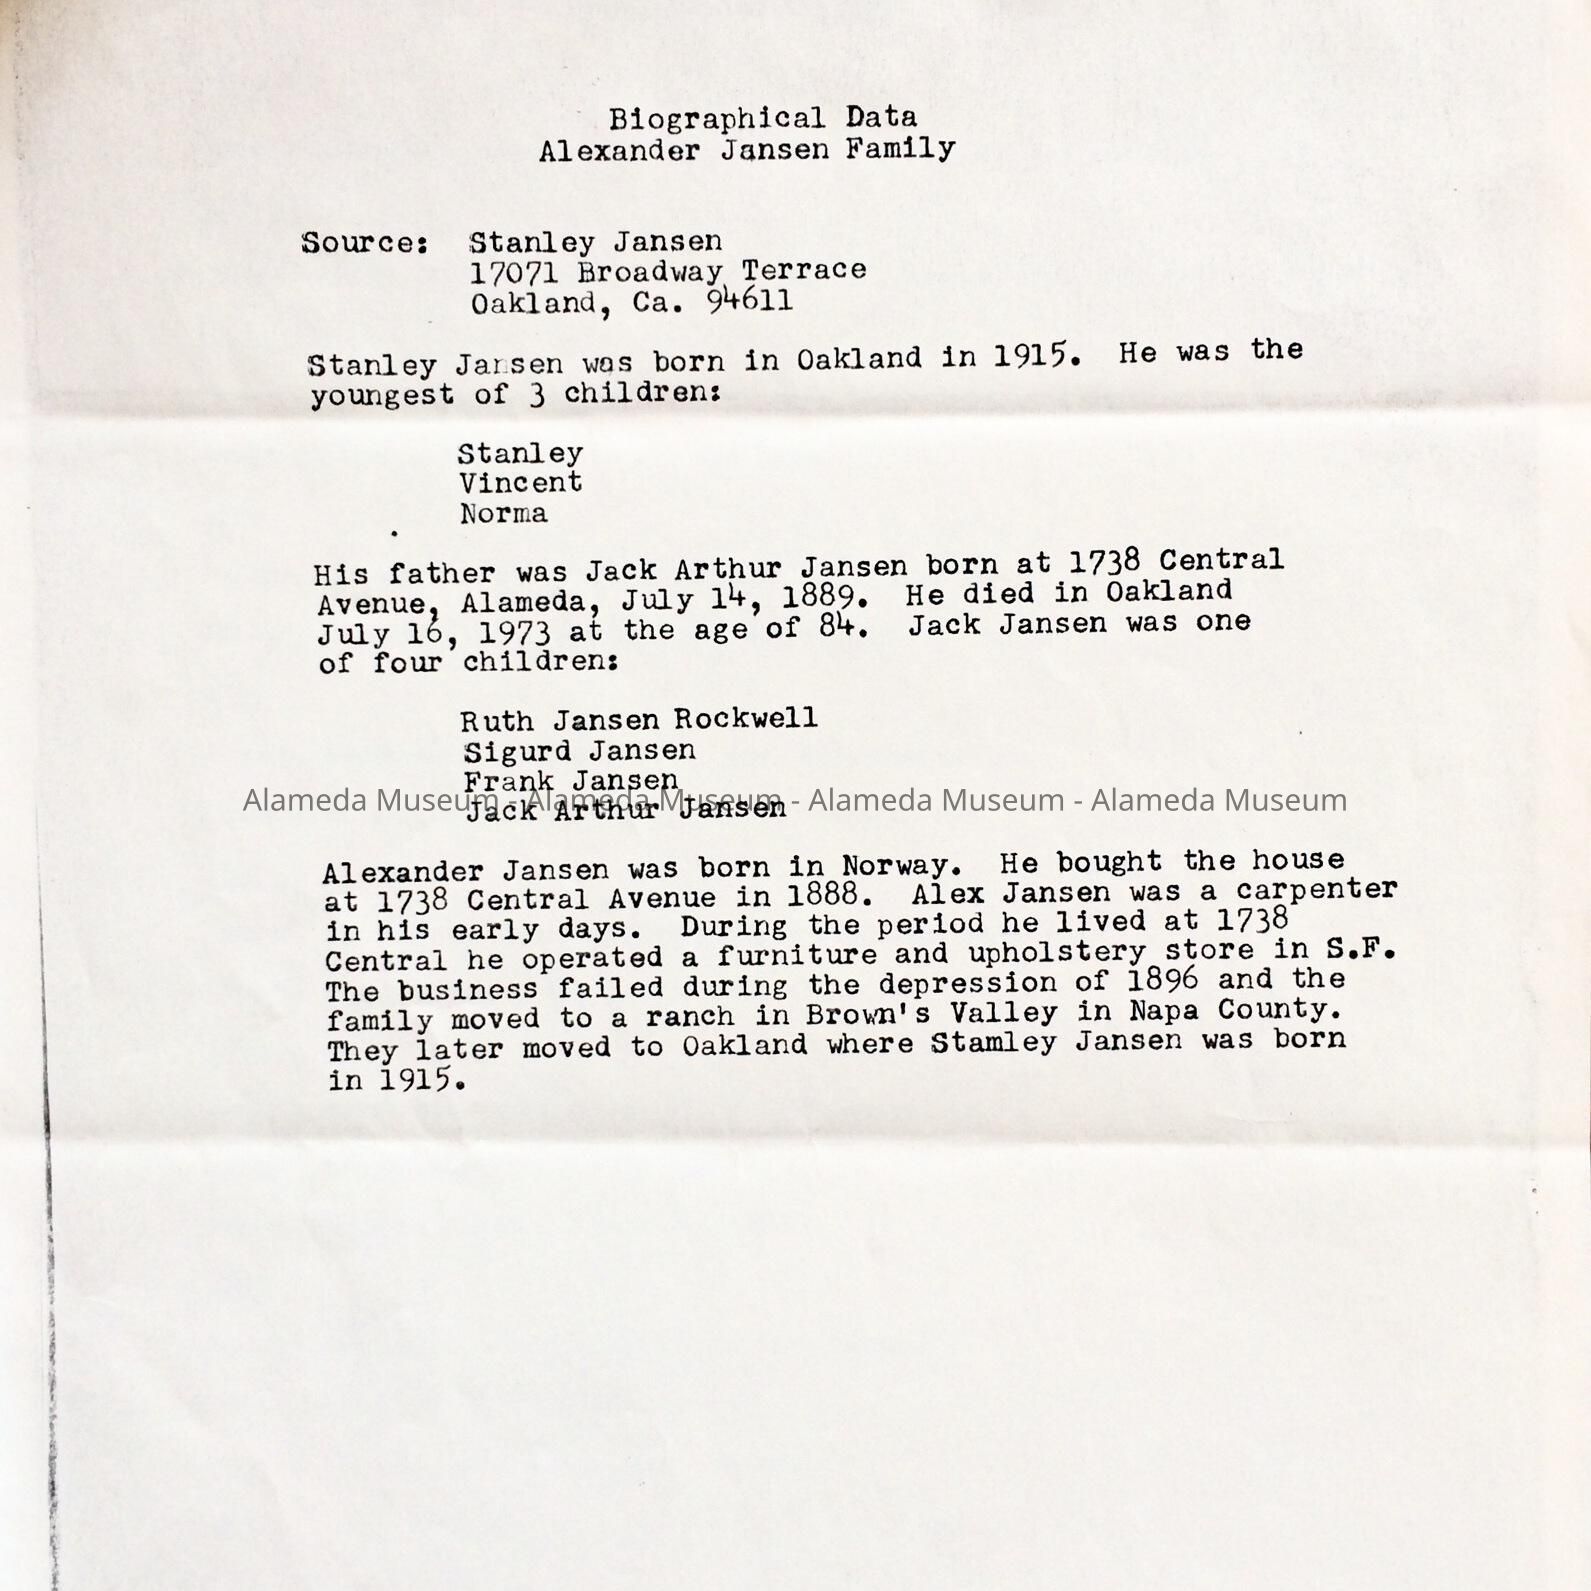 Biographical Data
Alexander Jansen Family
Source: Stanley Jansen
17071 Broadway Terrace
Oakland, Ca. 94611
Stanley Jansen was born in Oakland in 1915. He was the
youngest of 3 children:
Stanley
Vincent
Norma
His father was Jack Arthur Jansen born at 1738 Central
Avenue, Alameda, July 14, 1889. He died in Oakland
July 16, 1973 at the age of 84. Jack Jansen was one
of four children:
Ruth Jansen Rockwell
Sigurd Jansen
Frank Jansen
Alameda Museum - Alameda Museum - Alameda Museum - Alameda Museum
Jack Arthur Jansen
Alexander Jansen was born in Norway. He bought the house
at 1738 Central Avenue in 1888. Alex Jansen was a carpenter
in his early days. During the period he lived at 1738
Central he operated a furniture and upholstery store in S.F.
The business failed during the depression of 1896 and the
family moved to a ranch in Brown's Valley in Napa County.
They later moved to Oakland where Stamley Jansen was born
in 1915.